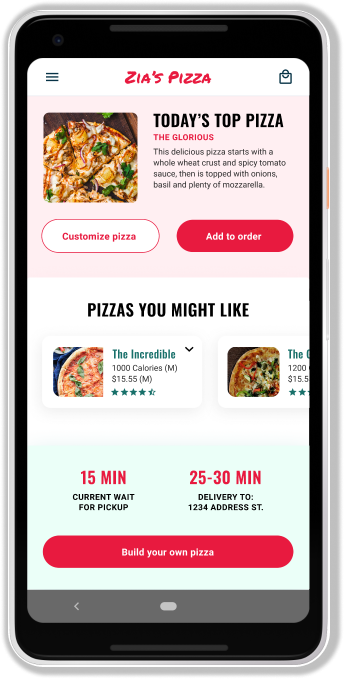 Zia's Pizza
TODAY'S TOP PIZZA
THE GLORIOUS
This delicious pizza starts with a
whole wheat crust and spicy tomato
sauce, then is topped with onions,
basil and plenty of mozzarella.
Customize pizza
Add to order
PIZZAS YOU MIGHT LIKE
The Incredible
1000 Calories (M)
$15.55 (M)
The
1200
$15.5
15 MIN
CURRENT WAIT
FOR PICKUP
25-30 MIN
DELIVERY TO:
1234 ADDRESS ST.
Build your own pizza